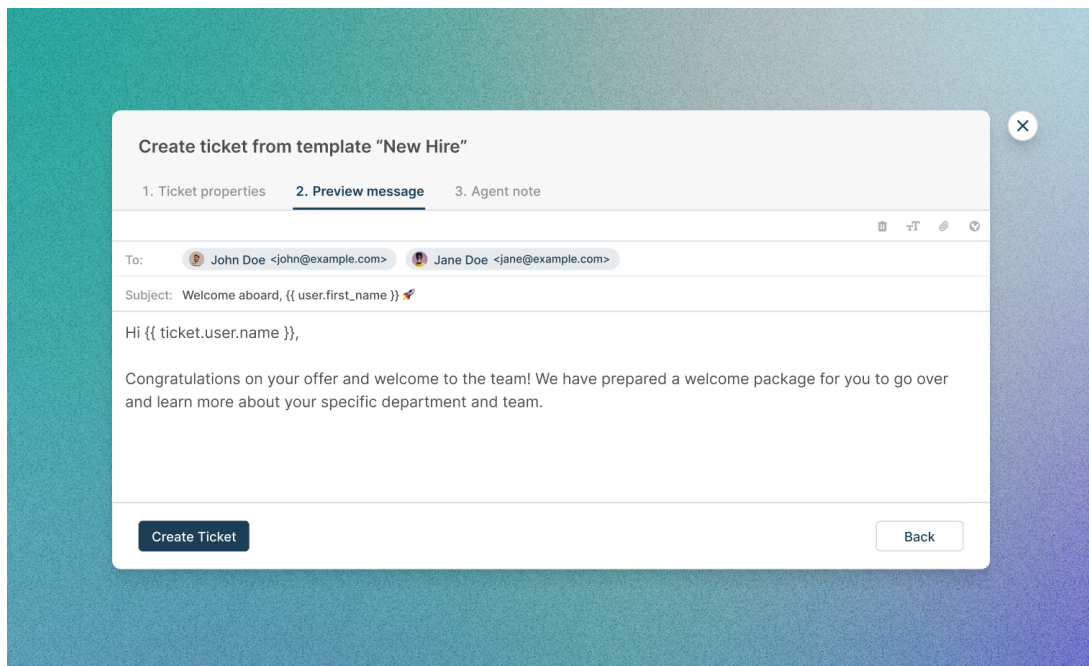 Create ticket from template “New Hire”
1. Ticket properties 2. Preview message 3. Agent note
To: John Doe <john@example.com> Jane Doe <jane@example.com>
Subject: Welcome aboard, {{ user.first_name }} 🚀
Hi {{ ticket.user.name }},
Congratulations on your offer and welcome to the team! We have prepared a welcome package for you to go over
and learn more about your specific department and team.
Create Ticket Back